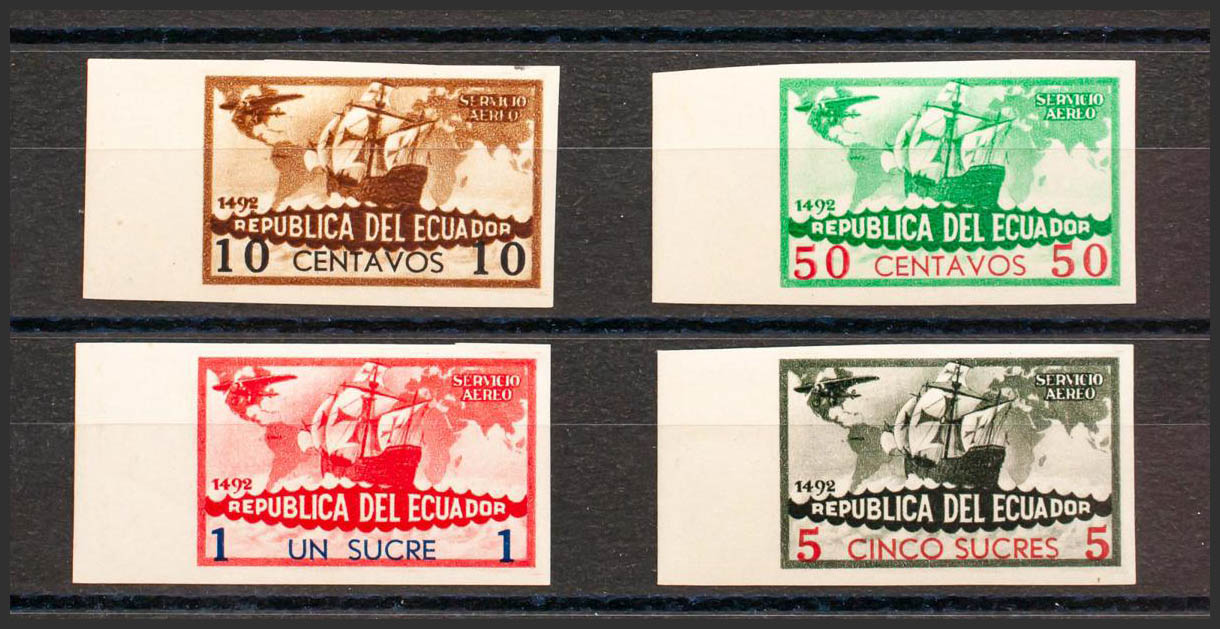 SERVICIO
AEREO
1492
REPUBLICA DEL ECUADOR
10 CENTAVOS 10
SERVICIO
AEREO
1492
REPUBLICA DEL ECUADOR
50 CENTAVOS 50
SERVICIO
AEREO
1492
REPUBLICA DEL ECUADOR
1 UN SUCRE 1
SERVICIO
AEREO
1492
REPUBLICA DEL ECUADOR
5 CINCO SUCRES 5